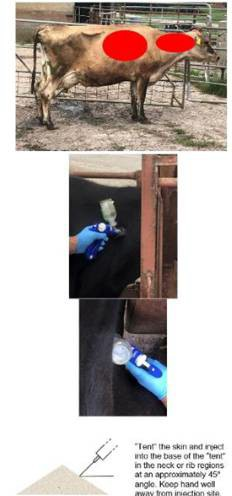 "Tent" the skin and inject
into the base of the "tent"
in the neck or rib regions
at an approximately 45°
angle. Keep hand well
away from injection site.